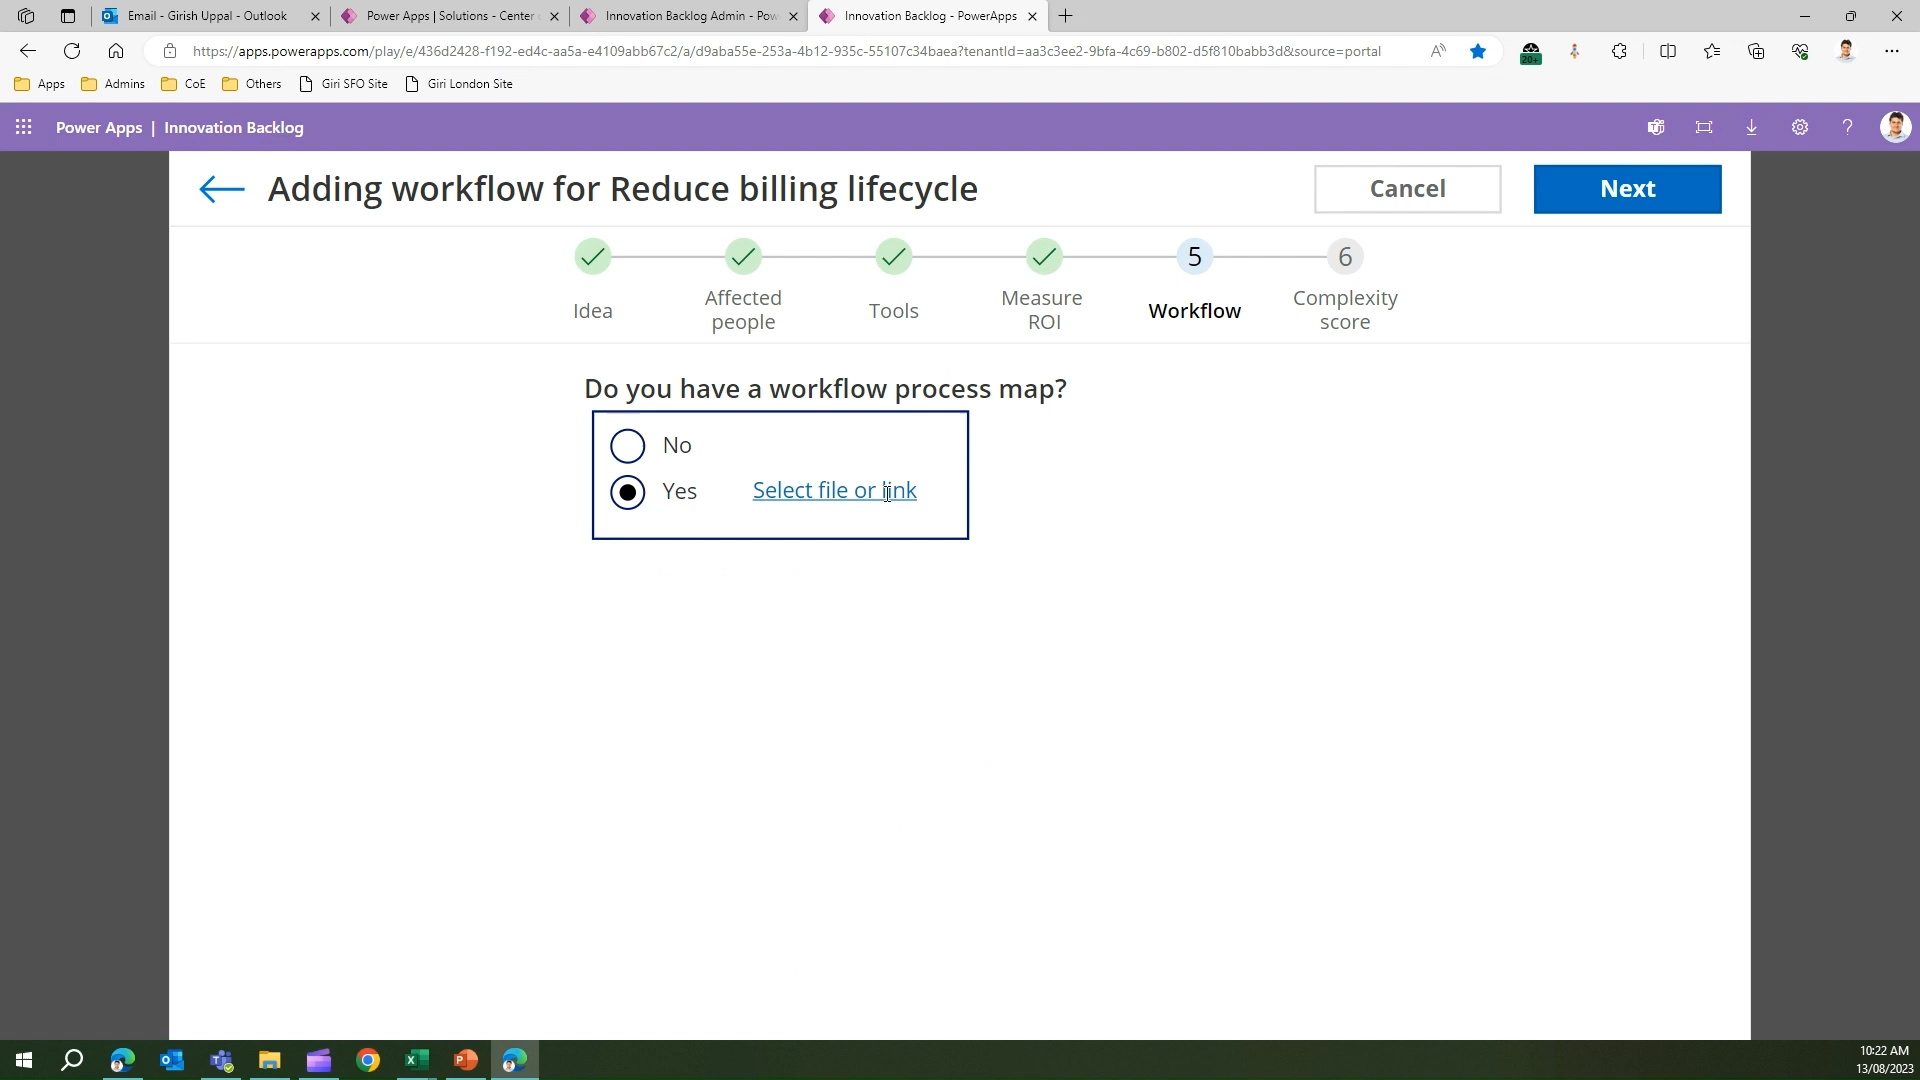 Email - Girish Uppal - Outlook
Power Apps | Solutions - Center
Innovation Backlog Admin - Pow
Innovation Backlog - PowerApps
https://apps.powerapps.com/play/e/436d2428-f192-ed4c-aa5a-e4109abb67c2/a/d9aba55e-253a-4b12-935c-55107c34baea?tenantId=aa3c3ee2-9bfa-4c69-b802-d5f810babb3d&source=portal
20+
Apps
Admins
CoE
Others
Giri SFO Site
Giri London Site
Power Apps | Innovation Backlog
Adding workflow for Reduce billing lifecycle
Cancel
Next
5
6
Idea
Affected
people
Tools
Measure
ROI
Workflow
Complexity
score
Do you have a workflow process map?
No
Yes
Select file or link
10:22 AM
13/08/2023